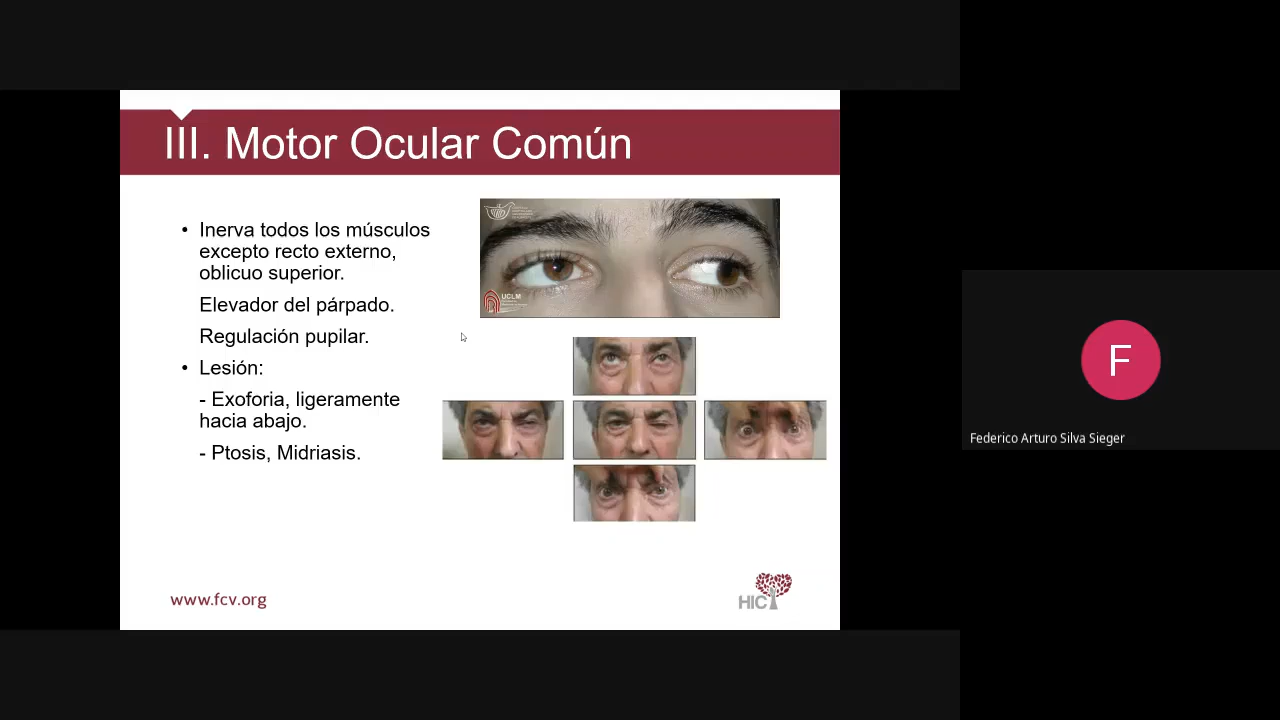 III. Motor Ocular Común
• Inerva todos los músculos
excepto recto externo,
oblicuo superior.
Elevador del párpado.
Regulación pupilar.
• Lesión:
- Exoforia, ligeramente
hacia abajo.
- Ptosis, Midriasis.
UCLM
www.fcv.org
HIC
F
Federico Arturo Silva Sieger